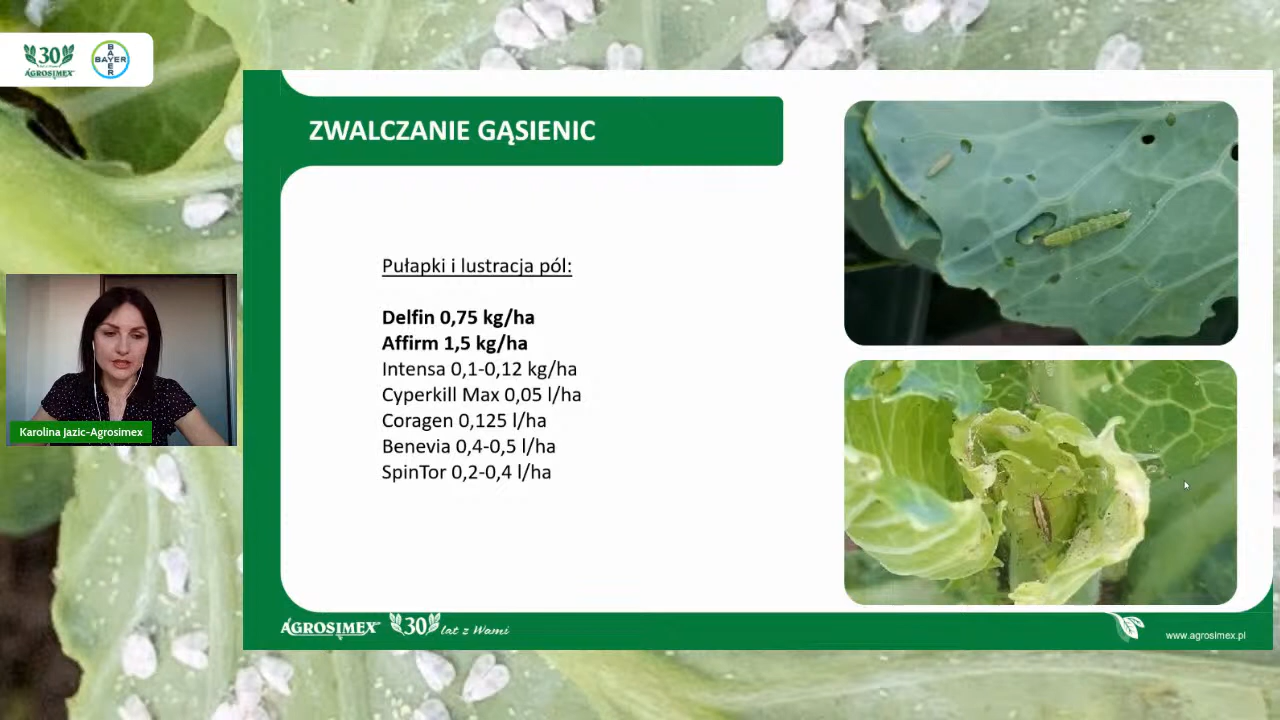 30
AGROSIMEX
BAYER
BAYER
ZWALCZANIE GĄSIENIC
Pułapki i lustracja pól:
Delfin 0,75 kg/ha
Affirm 1,5 kg/ha
Intensa 0,1-0,12 kg/ha
Cyperkill Max 0,05 l/ha
Coragen 0,125 l/ha
Benevia 0,4-0,5 l/ha
SpinTor 0,2-0,4 l/ha
Karolina Jazic-Agrosimex
AGROSIMEX 30 lat z Wami
www.agrosimex.pl